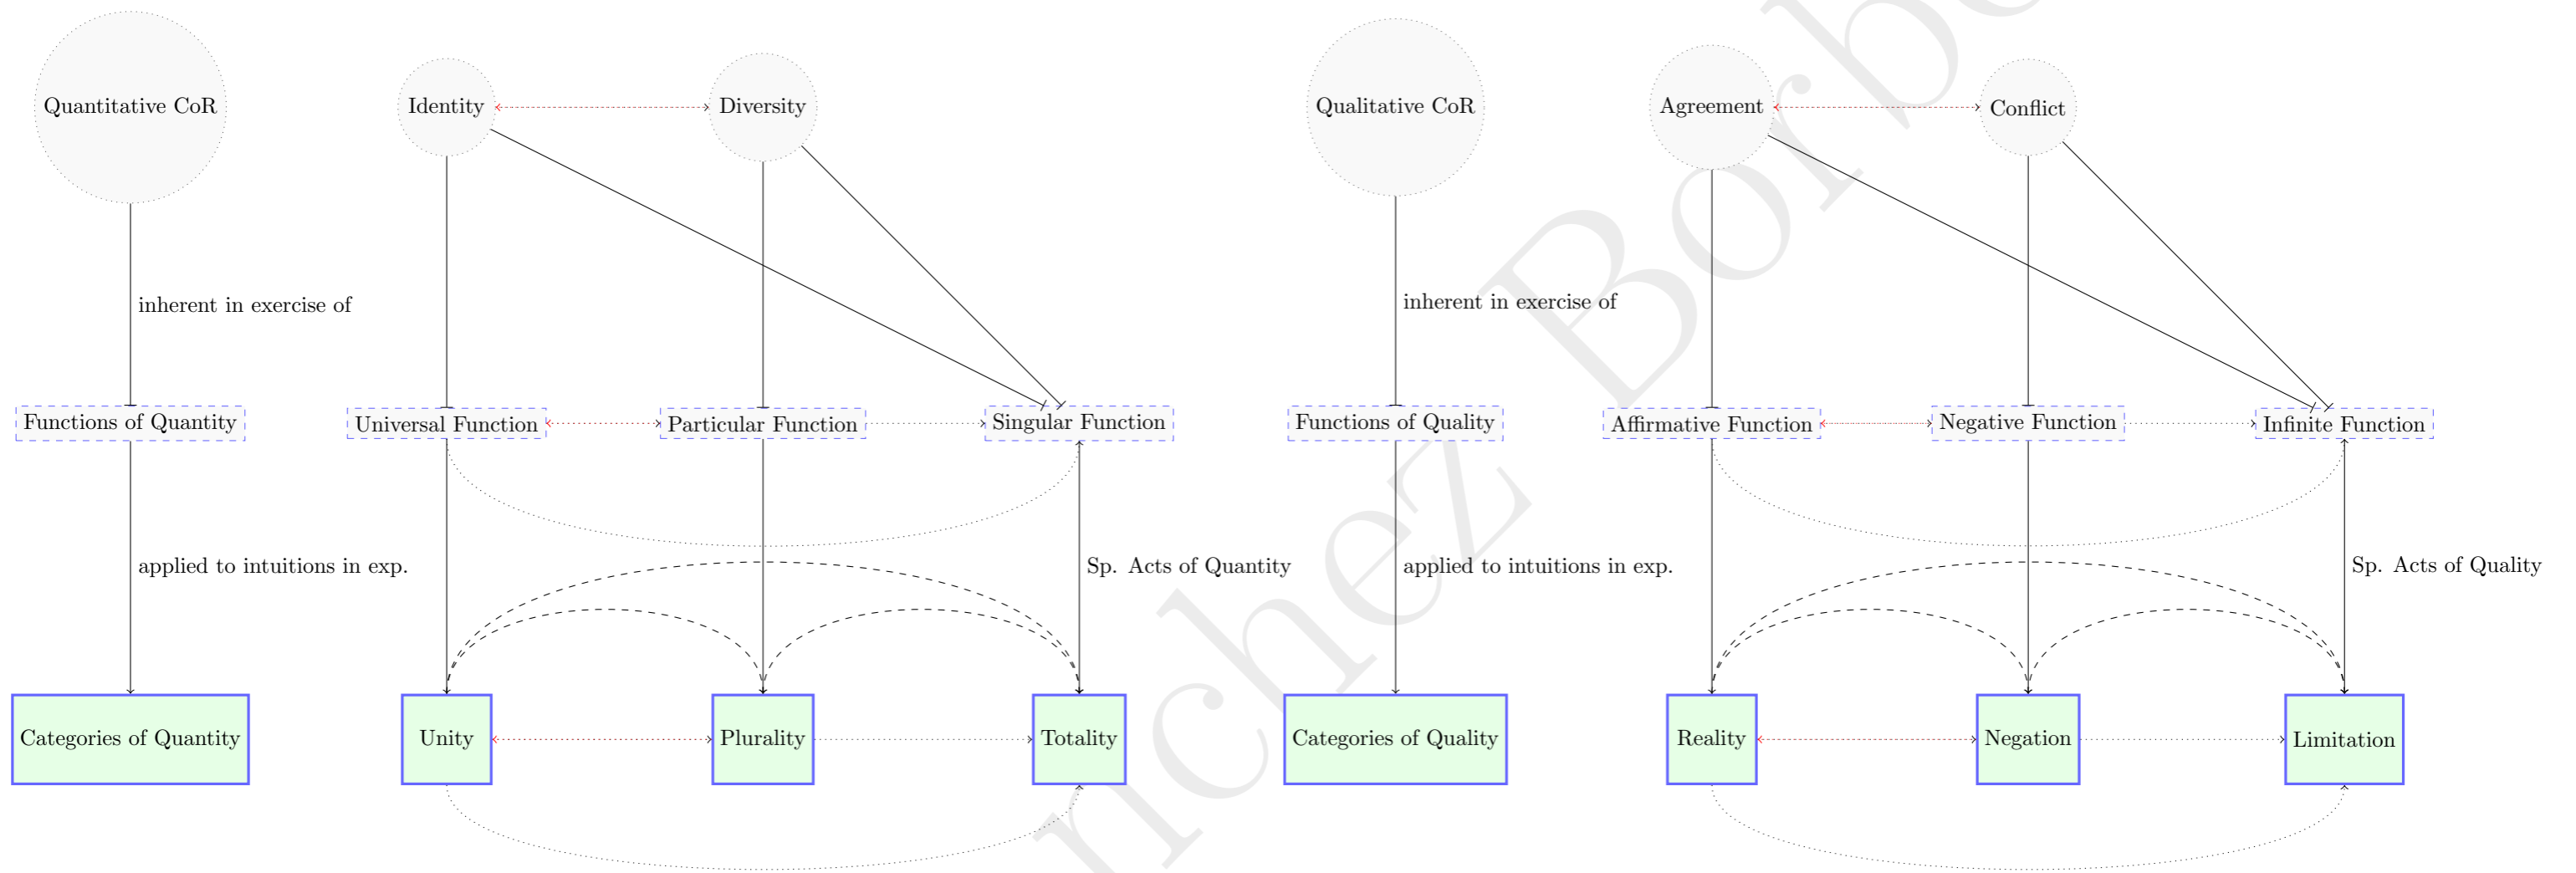 Quantitative CoR
Identity
Diversity
Qualitative CoR
Agreement
Conflict
inherent in exercise of
inherent in exercise of
Functions of Quantity
Universal Function
Particular Function
Singular Function
Functions of Quality
Affirmative Function
Negative Function
Infinite Function
applied to intuitions in exp.
Sp. Acts of Quantity
applied to intuitions in exp.
Sp. Acts of Quality
Categories of Quantity
Unity
Plurality
Totality
Categories of Quality
Reality
Negation
Limitation